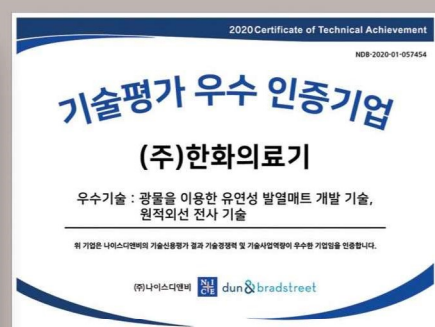 2020 Certificate of Technical Achievement
NDB-2020-01-057454
기술평가 우수 인증기업
(주)한화의료기
우수기술 : 광물을 이용한 유연성 발열매트 개발 기술,
원적외선 전사 기술
위 기업은 나이스디앤비의 기술신용평가 결과 기술경쟁력 및 기술사업역량이 우수한 기업임을 인증합니다.
(주)나이스디앤비 NICE dun & bradstreet